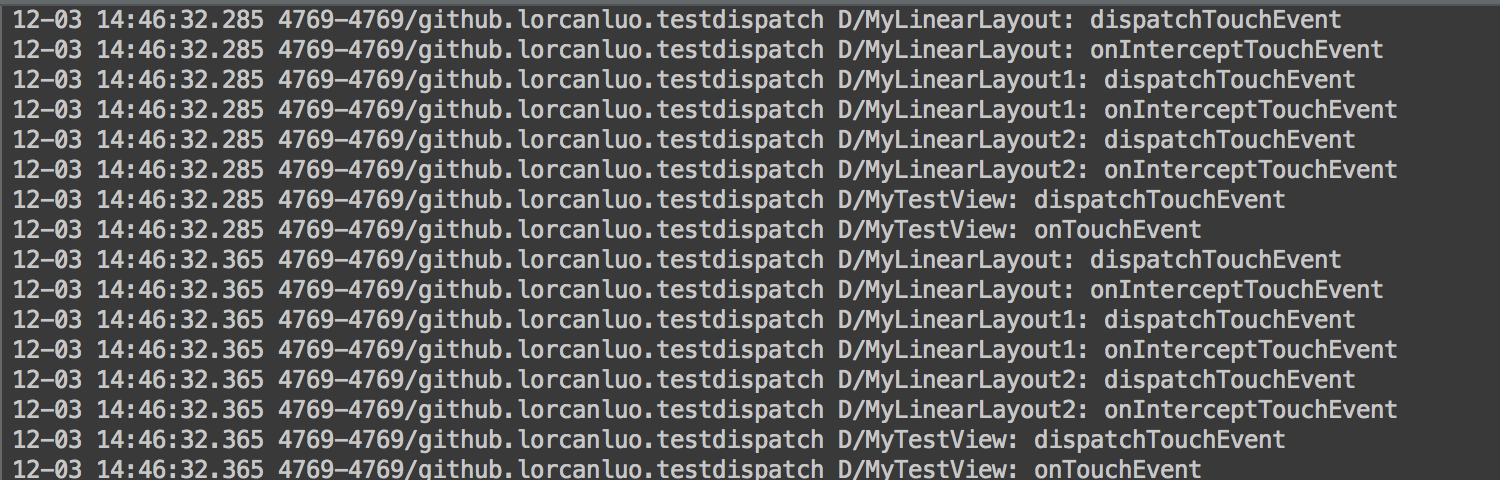 12-03 14:46:32.285 4769-4769/github.lorcanluo.testdispatch D/MyLinearLayout: dispatchTouchEvent
12-03 14:46:32.285 4769-4769/github.lorcanluo.testdispatch D/MyLinearLayout: onInterceptTouchEvent
12-03 14:46:32.285 4769-4769/github.lorcanluo.testdispatch D/MyLinearLayout1: dispatchTouchEvent
12-03 14:46:32.285 4769-4769/github.lorcanluo.testdispatch D/MyLinearLayout1: onInterceptTouchEvent
12-03 14:46:32.285 4769-4769/github.lorcanluo.testdispatch D/MyLinearLayout2: dispatchTouchEvent
12-03 14:46:32.285 4769-4769/github.lorcanluo.testdispatch D/MyLinearLayout2: onInterceptTouchEvent
12-03 14:46:32.285 4769-4769/github.lorcanluo.testdispatch D/MyTestView: dispatchTouchEvent
12-03 14:46:32.285 4769-4769/github.lorcanluo.testdispatch D/MyTestView: onTouchEvent
12-03 14:46:32.365 4769-4769/github.lorcanluo.testdispatch D/MyLinearLayout: dispatchTouchEvent
12-03 14:46:32.365 4769-4769/github.lorcanluo.testdispatch D/MyLinearLayout: onInterceptTouchEvent
12-03 14:46:32.365 4769-4769/github.lorcanluo.testdispatch D/MyLinearLayout1: dispatchTouchEvent
12-03 14:46:32.365 4769-4769/github.lorcanluo.testdispatch D/MyLinearLayout1: onInterceptTouchEvent
12-03 14:46:32.365 4769-4769/github.lorcanluo.testdispatch D/MyLinearLayout2: dispatchTouchEvent
12-03 14:46:32.365 4769-4769/github.lorcanluo.testdispatch D/MyLinearLayout2: onInterceptTouchEvent
12-03 14:46:32.365 4769-4769/github.lorcanluo.testdispatch D/MyTestView: dispatchTouchEvent
12-03 14:46:32.365 4769-4769/github.lorcanluo.testdispatch D/MyTestView: onTouchEvent